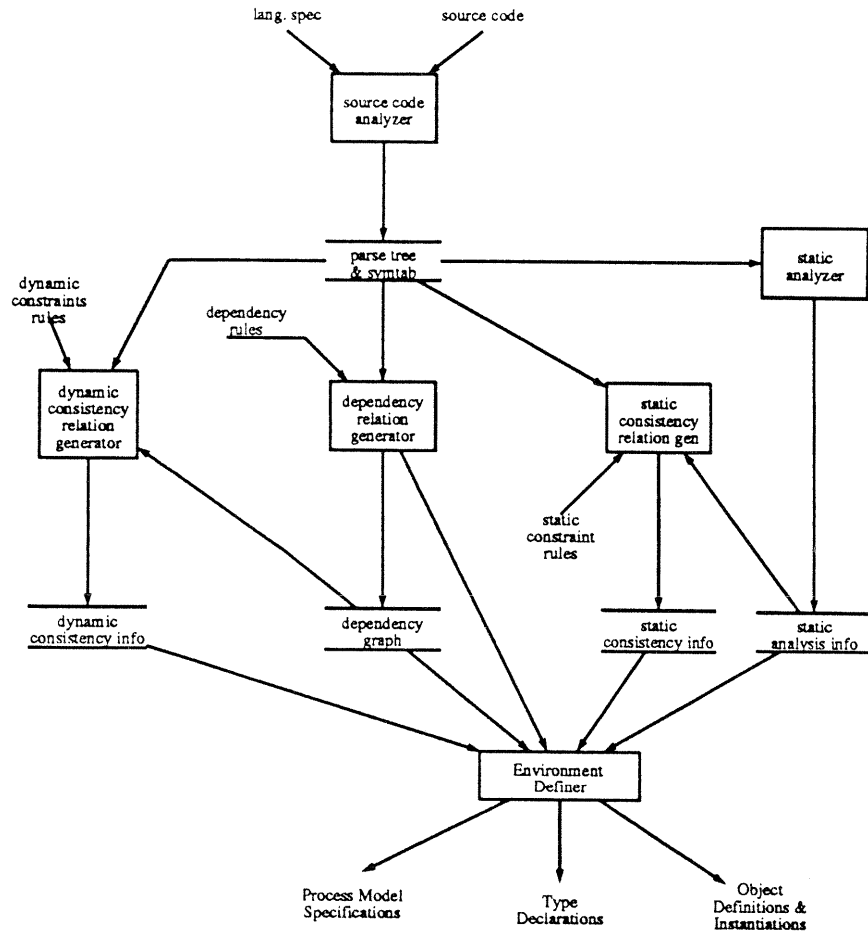 lang. spec
source code
source code
analyzer
parse tree
& symtab
static
analyzer
dynamic
constraints
rules
dependency
rules
dynamic
consistency
relation
generator
dependency
relation
generator
static
consistency
relation gen
static
constraint
rules
dynamic
consistency info
dependency
graph
static
consistency info
static
analysis info
Environment
Definer
Process Model
Specifications
Type
Declarations
Object
Definitions &
Instantiations